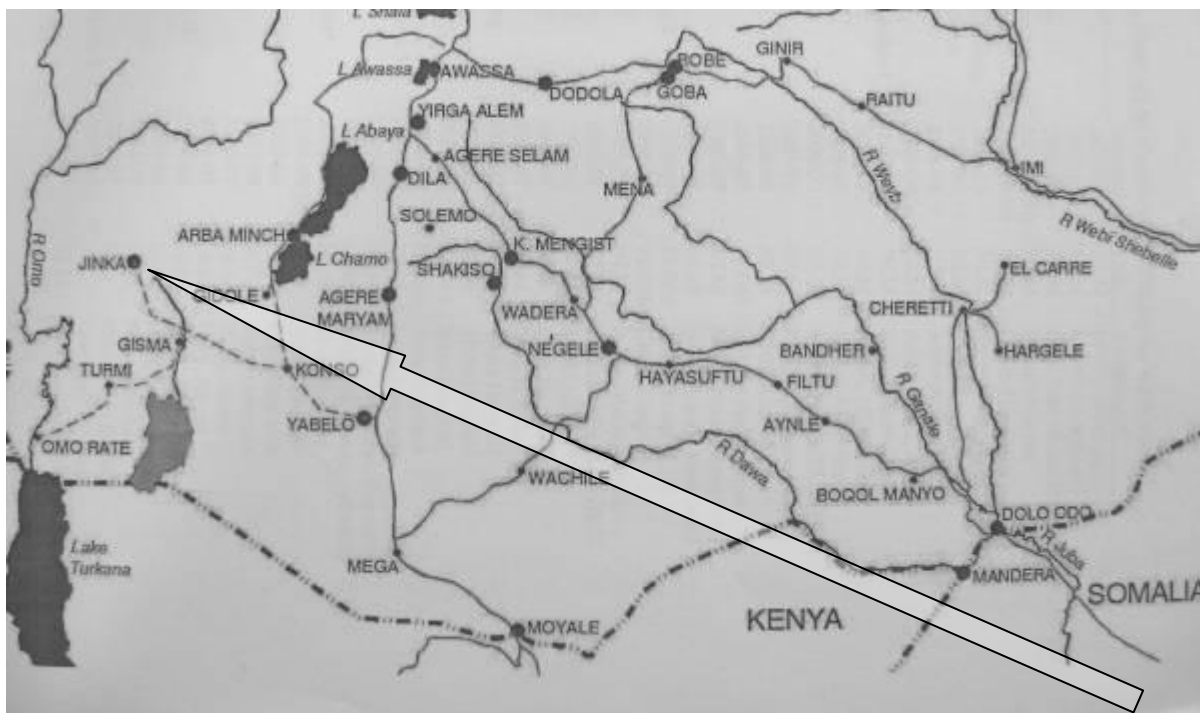 L Shala
GINIR
ROBE
L Awassa
AWASSA
DODOLA
GOBA
RAITU
YIRGA ALEM
L Abaya
AGERE SELAM
R Weyb
IMI
DILA
MENA
SOLEMO
R Webi Shebelle
R Omo
ARBA MINCH
K. MENGIST
JINKA
L Chamo
SHAKISO
EL CARRE
GIDOLE
AGERE
MARYAM
WADERA
CHERETTI
GISMA
NEGELE
BANDHER
HARGELE
TURMI
KONSO
HAYASUFTU
FILTU
R Genale
YABELO
AYNLE
OMO RATE
R Dawa
WACHILE
BOQOL MANYO
DOLO ODO
Lake
Turkana
R Juba
MEGA
MANDERA
SOMALIA
MOYALE
KENYA